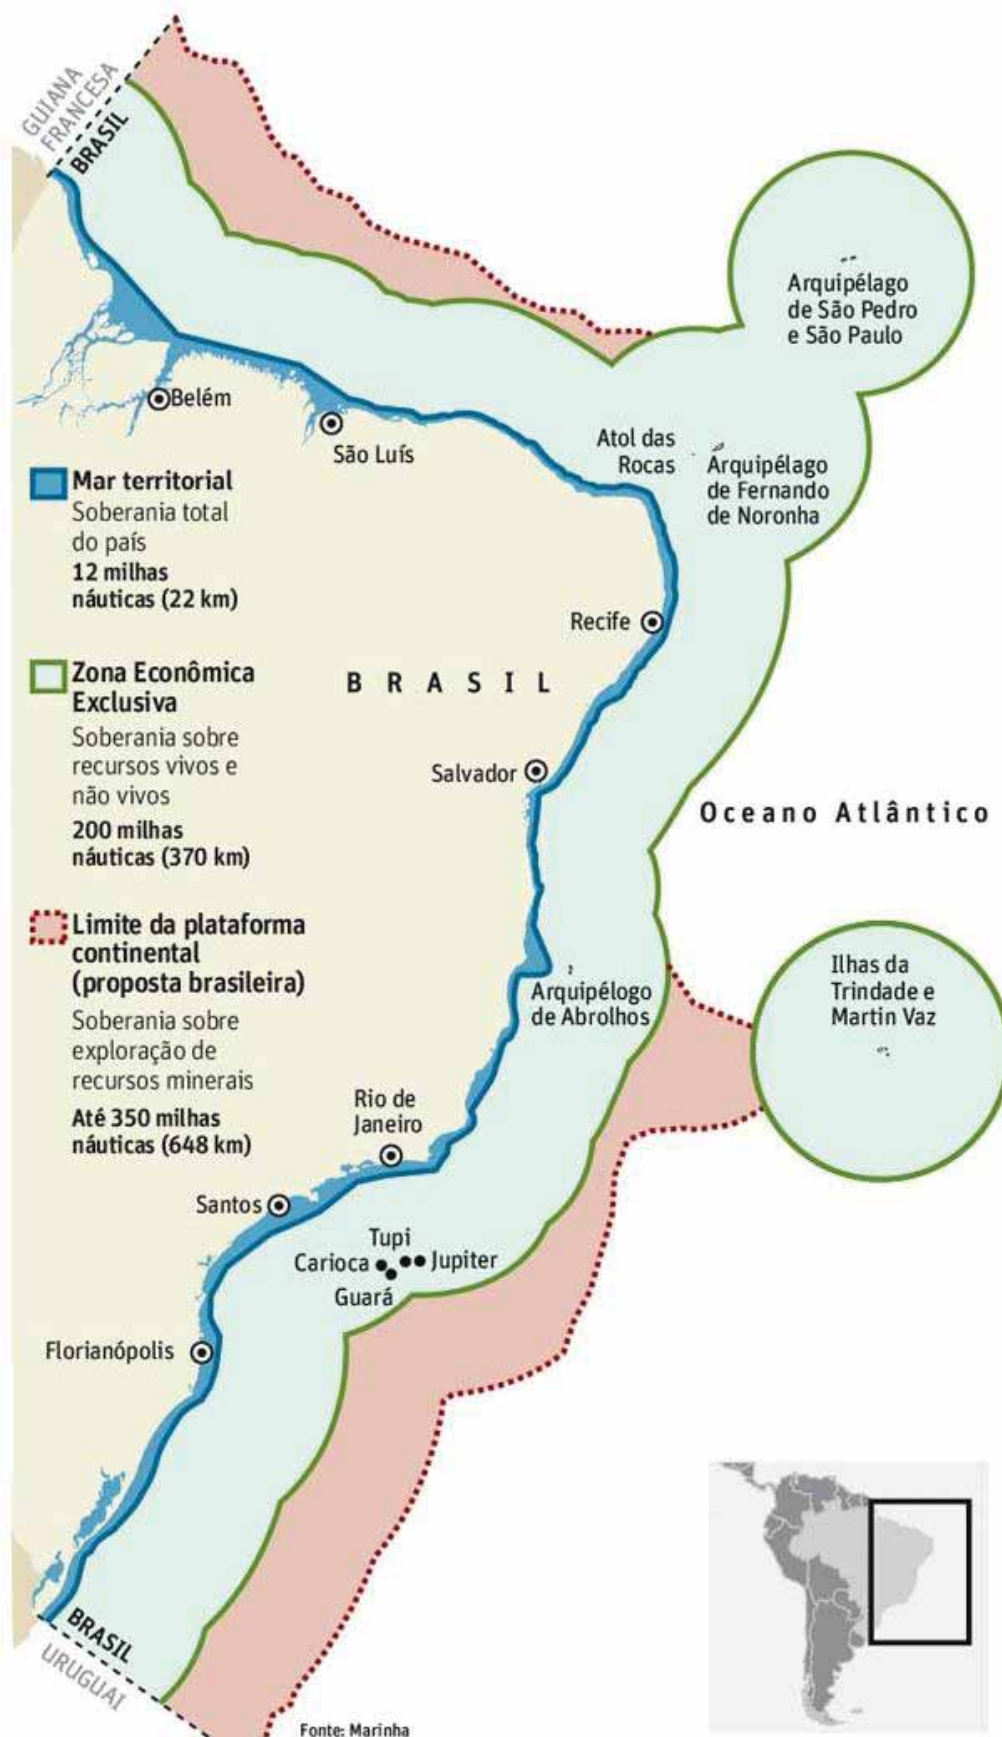 GUIANA
FRANCESA
BRASIL
Arquipélago
de São Pedro
e São Paulo
Belém
São Luís
Atol das
Rocas
Arquipélago
de Fernando
de Noronha
Mar territorial
Soberania total
do país
12 milhas
náuticas (22 km)
Recife
Zona Econômica
Exclusiva
Soberania sobre
recursos vivos e
não vivos
200 milhas
náuticas (370 km)
BRASIL
Salvador
Oceano Atlântico
Limite da plataforma
continental
(proposta brasileira)
Soberania sobre
exploração de
recursos minerais
Até 350 milhas
náuticas (648 km)
Arquipélogo
de Abrolhos
Ilhas da
Trindade e
Martin Vaz
Rio de
Janeiro
Santos
Tupi
Carioca
Jupiter
Guará
Florianópolis
BRASIL
URUGUAI
Fonte: Marinha